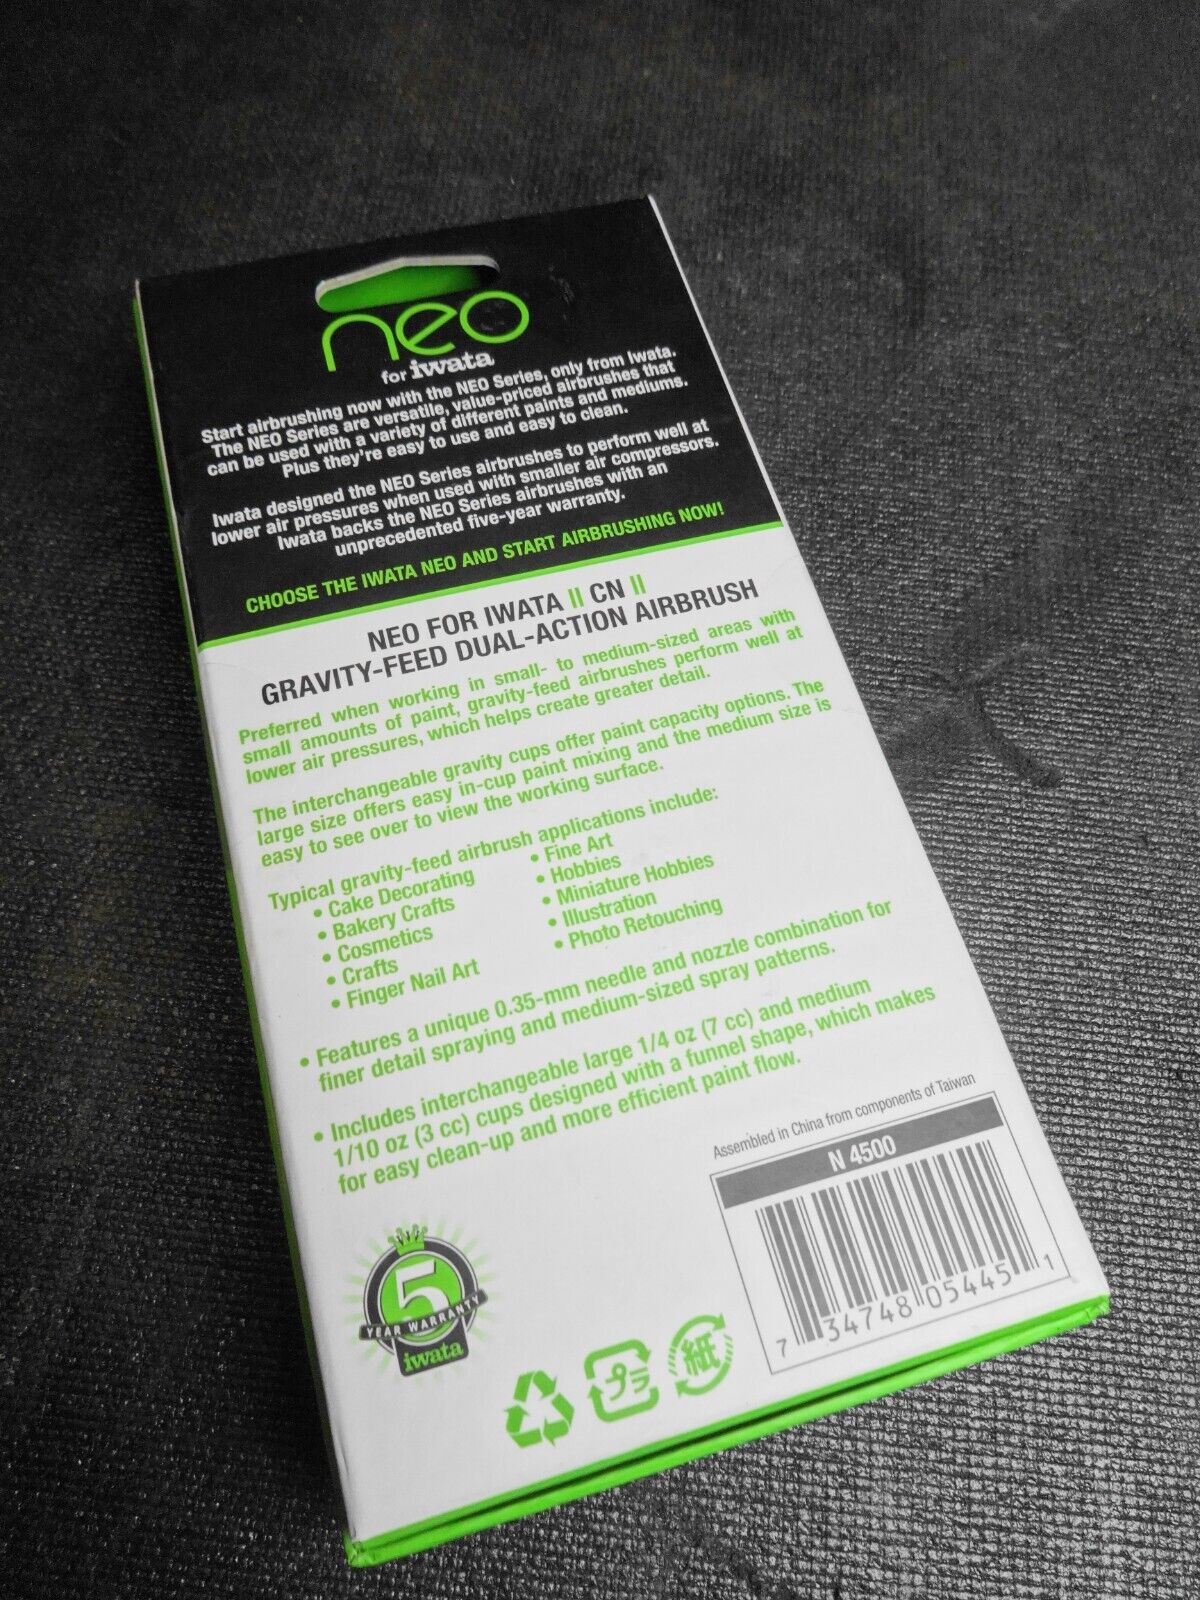 neo
for iwata
Start airbrushing now with the NEO Series, only from Iwata.
The NEO Series are versatile, value-priced airbrushes that
can be used with a variety of different paints and mediums.
Plus they're easy to use and easy to clean.
Iwata designed the NEO Series airbrushes to perform well at
lower air pressures when used with smaller air compressors.
Iwata backs the NEO Series airbrushes with an
unprecedented five-year warranty.
CHOOSE THE IWATA NEO AND START AIRBRUSHING NOW!
NEO FOR IWATA || CN ||
GRAVITY-FEED DUAL-ACTION AIRBRUSH
Preferred when working in small- to medium-sized areas with
small amounts of paint, gravity-feed airbrushes perform well at
lower air pressures, which helps create greater detail.
The interchangeable gravity cups offer paint capacity options. The
large size offers easy in-cup paint mixing and the medium size is
easy to see over to view the working surface.
Typical gravity-feed airbrush applications include:
• Cake Decorating
• Bakery Crafts
• Cosmetics
• Crafts
• Finger Nail Art
• Fine Art
• Hobbies
• Miniature Hobbies
• Illustration
• Photo Retouching
• Features a unique 0.35-mm needle and nozzle combination for
finer detail spraying and medium-sized spray patterns.
• Includes interchangeable large 1/4 oz (7 cc) and medium
1/10 oz (3 cc) cups designed with a funnel shape, which makes
for easy clean-up and more efficient paint flow.
Assembled in China from components of Taiwan
N 4500
7 34748 05445 1
5
YEAR WARRANTY
iwata
プラ
紙